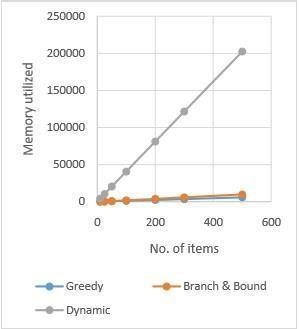 250000
200000
150000
100000
50000
0
Memory utilized
0 200 400 600
No. of items
Greedy Branch & Bound
Dynamic